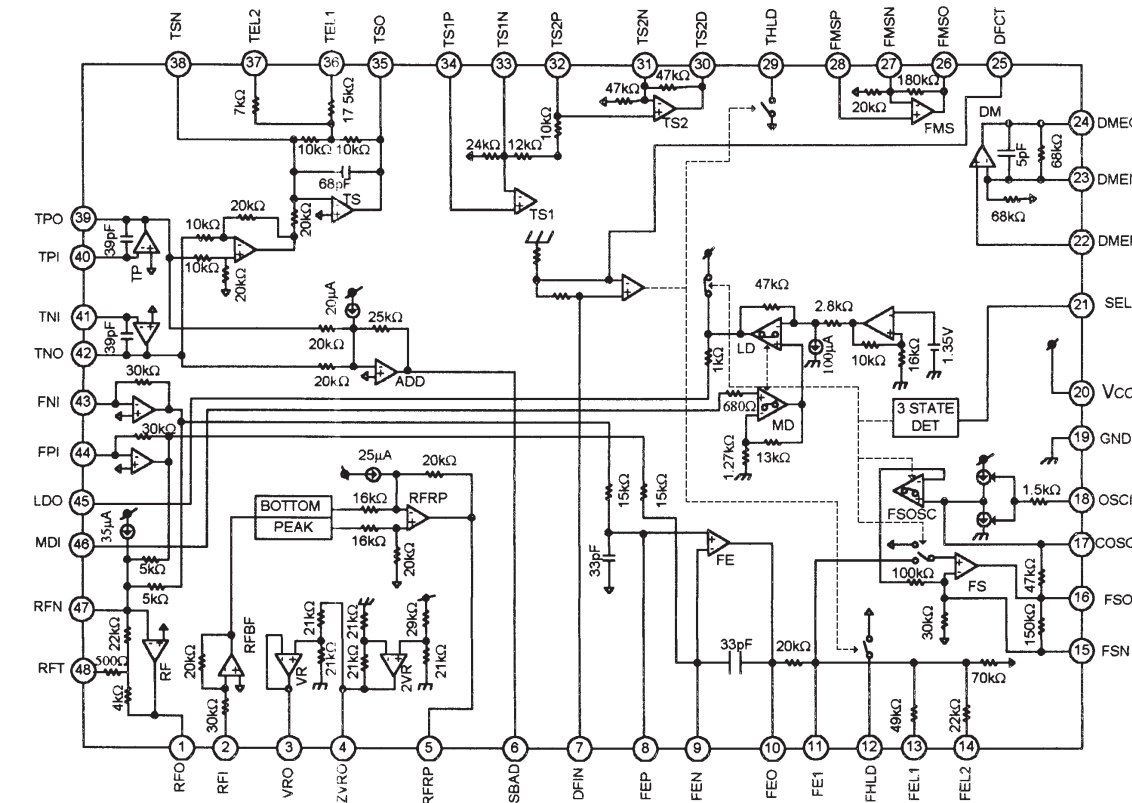 TSN
TEL2
TEL1
TSO
TS1P
TS1N
TS2P
TS2N
TS2D
THLD
FMSP
FMSN
FMSO
DFCT
38
37
36
35
34
33
32
31
30
29
28
27
26
25
7kΩ
17 5kΩ
10kΩ
10kΩ
68pF
TS
20kΩ
24kΩ
12kΩ
10kΩ
TS1
47kΩ
47kΩ
TS2
20kΩ
180kΩ
FMS
DM
5pF
68kΩ
68kΩ
24
DME
23
DME
22
DME
21
SEL
20
VCC
19
GND
18
OSCI
17
COSC
16
FSO
15
FSN
TPO
39
TPI
40
TNI
41
TNO
42
FNI
43
FPI
44
LDO
45
MDI
46
RFN
47
RFT
48
39pF
TP
39pF
10kΩ
20kΩ
10kΩ
20kΩ
20µA
25kΩ
20kΩ
20kΩ
ADD
30kΩ
30kΩ
35µA
5kΩ
5kΩ
22kΩ
500Ω
4kΩ
RF
BOTTOM
PEAK
25µA
20kΩ
16kΩ
16kΩ
RFRP
20kΩ
20kΩ
RFBF
30kΩ
VR
21kΩ
21kΩ
21kΩ
21kΩ
2VR
29kΩ
21kΩ
47kΩ
LD
1kΩ
2.8kΩ
100µA
10kΩ
16kΩ
1.35V
680Ω
MD
1.27kΩ
13kΩ
3 STATE
DET
15kΩ
15kΩ
33pF
FE
FSOSC
1.5kΩ
100kΩ
FS
30kΩ
47kΩ
150kΩ
33pF
20kΩ
70kΩ
49kΩ
22kΩ
1
2
3
4
5
6
7
8
9
10
11
12
13
14
RFO
RFI
VRO
ZVRO
RFRP
SBAD
DFIN
FEP
FEN
FEO
FE1
FHLD
FEL1
FEL2